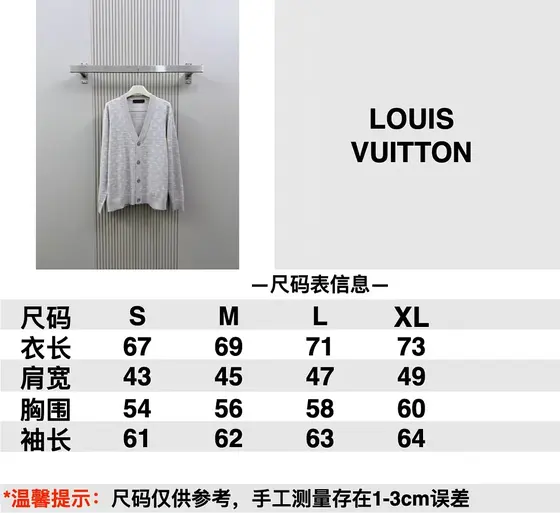 LOUIS
VUITTON
—尺码表信息—
尺码 S M L XL
衣长 67 69 71 73
肩宽 43 45 47 49
胸围 54 56 58 60
袖长 61 62 63 64
*温馨提示：尺码仅供参考，手工测量存在1-3cm误差